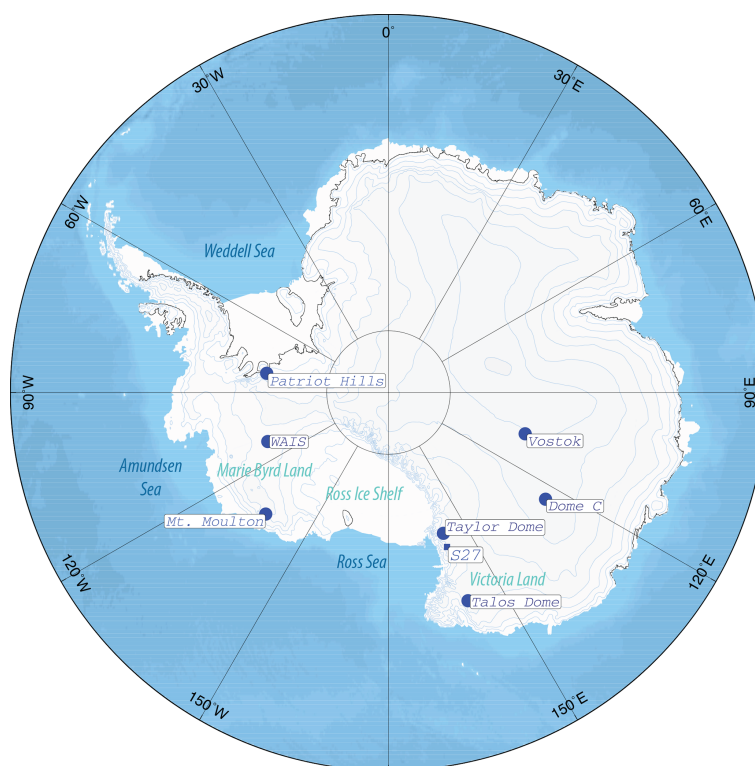 0°
30°W
30°E
60°W
60°E
Weddell Sea
Patriot Hills
90°W
90°E
WAIS
Vostok
Amundsen
Sea
Marie Byrd Land
Ross Ice Shelf
Dome C
Mt. Moulton
Taylor Dome
S27
Ross Sea
Victoria Land
Talos Dome
120°W
120°E
150°W
150°E